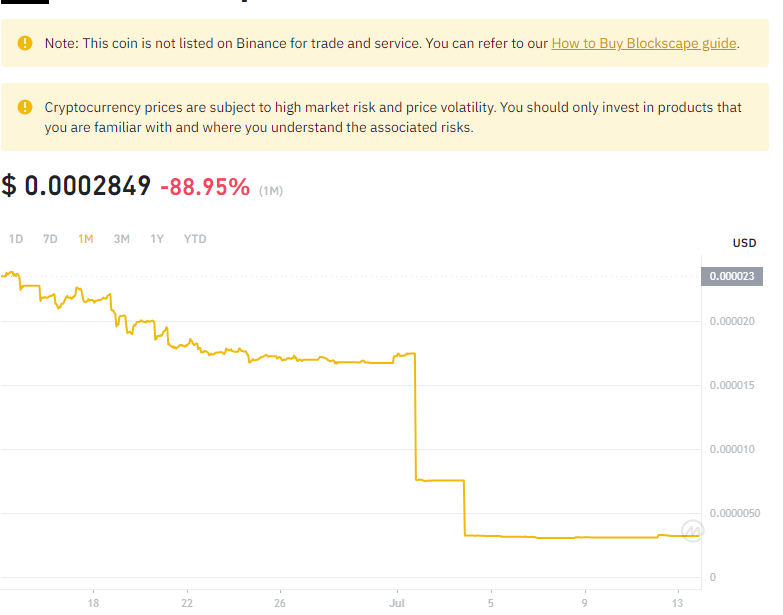 Note: This coin is not listed on Binance for trade and service. You can refer to our How to Buy Blockscape guide.
Cryptocurrency prices are subject to high market risk and price volatility. You should only invest in products that
you are familiar with and where you understand the associated risks.
$ 0.0002849 -88.95% (1M)
1D 7D 1M 3M 1Y YTD
USD
0.000023
0.000020
0.000015
0.000010
0.0000050
0
18 22 26 Jul 5 9 13